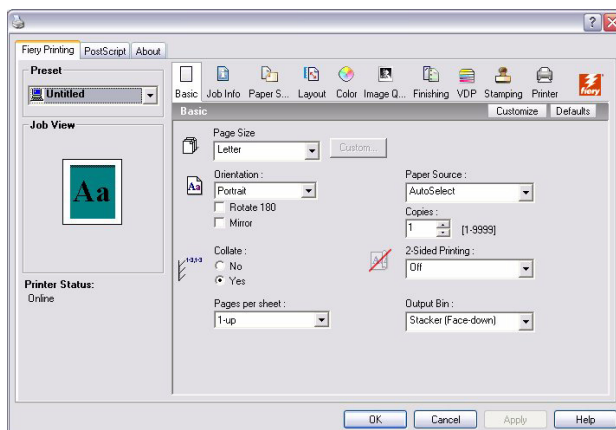 Fiery Printing PostScript About
Preset
Untitled
Job View
Aa
Printer Status:
Online
Basic Job Info Paper S... Layout Color Image Q... Finishing VDP Stamping Printer
fiery
Basic
Customize Defaults
Page Size
Letter
Custom...
Orientation :
Portrait
Aa
Rotate 180
Mirror
Paper Source :
AutoSelect
Copies :
1 [1-9999]
Collate :
No
Yes
2-Sided Printing :
Off
Pages per sheet :
1-up
Output Bin :
Stacker (Face-down)
OK Cancel Apply Help